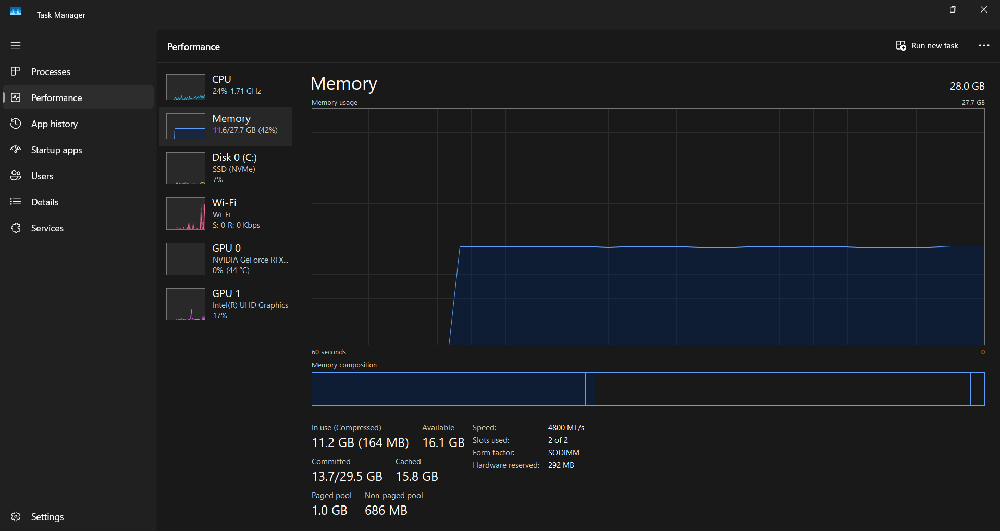 Task Manager
Processes
Performance
App history
Startup apps
Users
Details
Services
Settings
Performance
Run new task
CPU
24% 1.71 GHz
Memory
11.6/27.7 GB (42%)
Disk 0 (C:)
SSD (NVMe)
7%
Wi-Fi
Wi-Fi
S: 0 R: 0 Kbps
GPU 0
NVIDIA GeForce RTX...
0% (44 °C)
GPU 1
Intel(R) UHD Graphics
17%
Memory
28.0 GB
Memory usage
27.7 GB
60 seconds
0
Memory composition
In use (Compressed)
11.2 GB (164 MB)
Available
16.1 GB
Committed
13.7/29.5 GB
Cached
15.8 GB
Paged pool
1.0 GB
Non-paged pool
686 MB
Speed: 4800 MT/s
Slots used: 2 of 2
Form factor: SODIMM
Hardware reserved: 292 MB